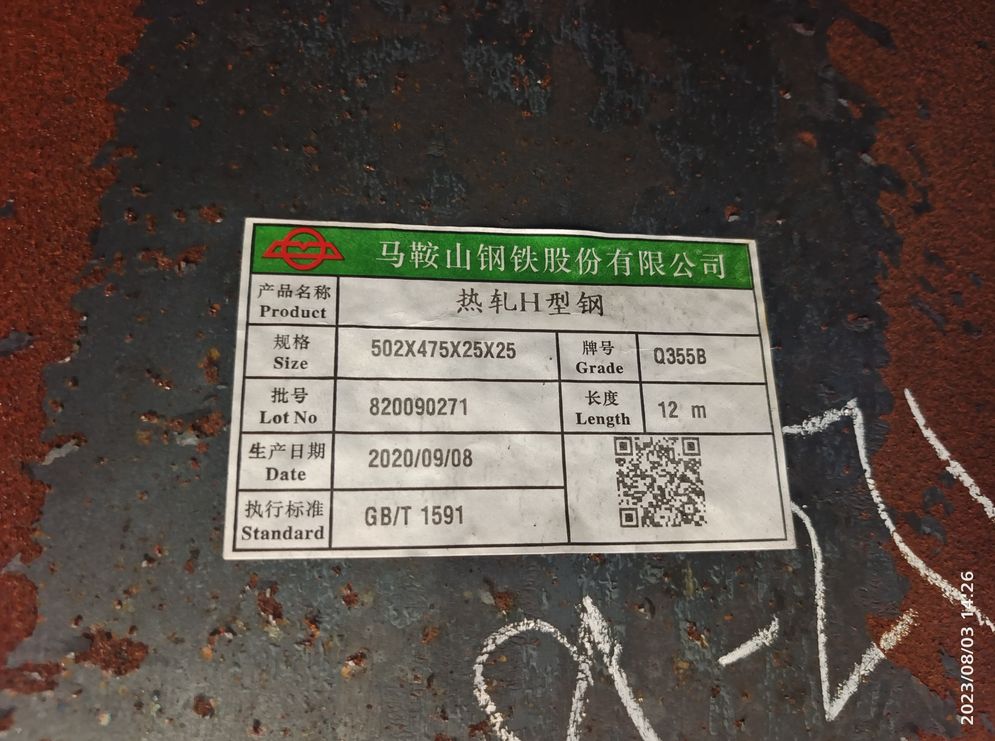 马鞍山钢铁股份有限公司
产品名称 热轧H型钢
Product
规格 502X475X25X25 牌号 Q355B
Size Grade
批号 820090271 长度 12 m
Lot No Length
生产日期 2020/09/08
Date
执行标准 GB/T 1591
Standard
2023/08/03 14:26